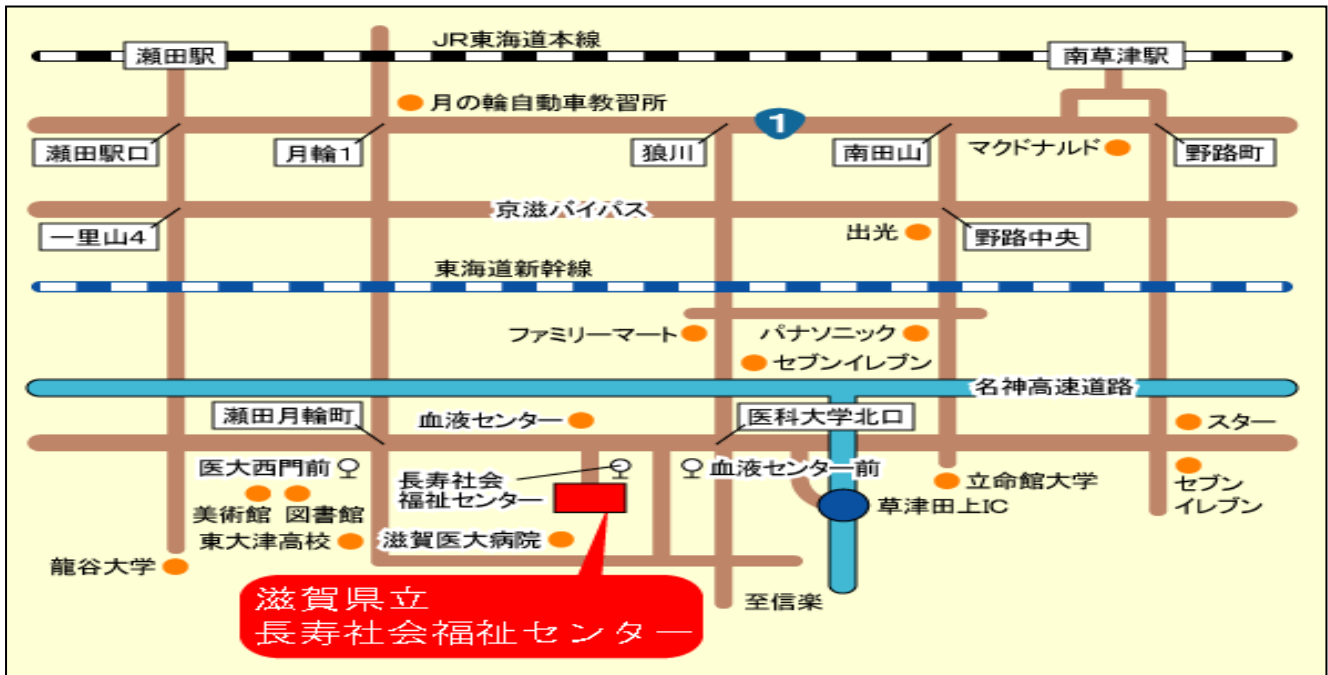 JR東海道本線
瀬田駅
南草津駅
月の輪自動車教習所
1
瀬田駅口
月輪1
狼川
南田山
マクドナルド
野路町
京滋バイパス
一里山4
出光
野路中央
東海道新幹線
ファミリーマート
パナソニック
セブンイレブン
名神高速道路
瀬田月輪町
血液センター
医科大学北口
スター
医大西門前
長寿社会
福祉センター
血液センター前
立命館大学
セブン
イレブン
美術館
図書館
草津田上IC
東大津高校
滋賀医大病院
龍谷大学
至信楽
滋賀県立
長寿社会福祉センター